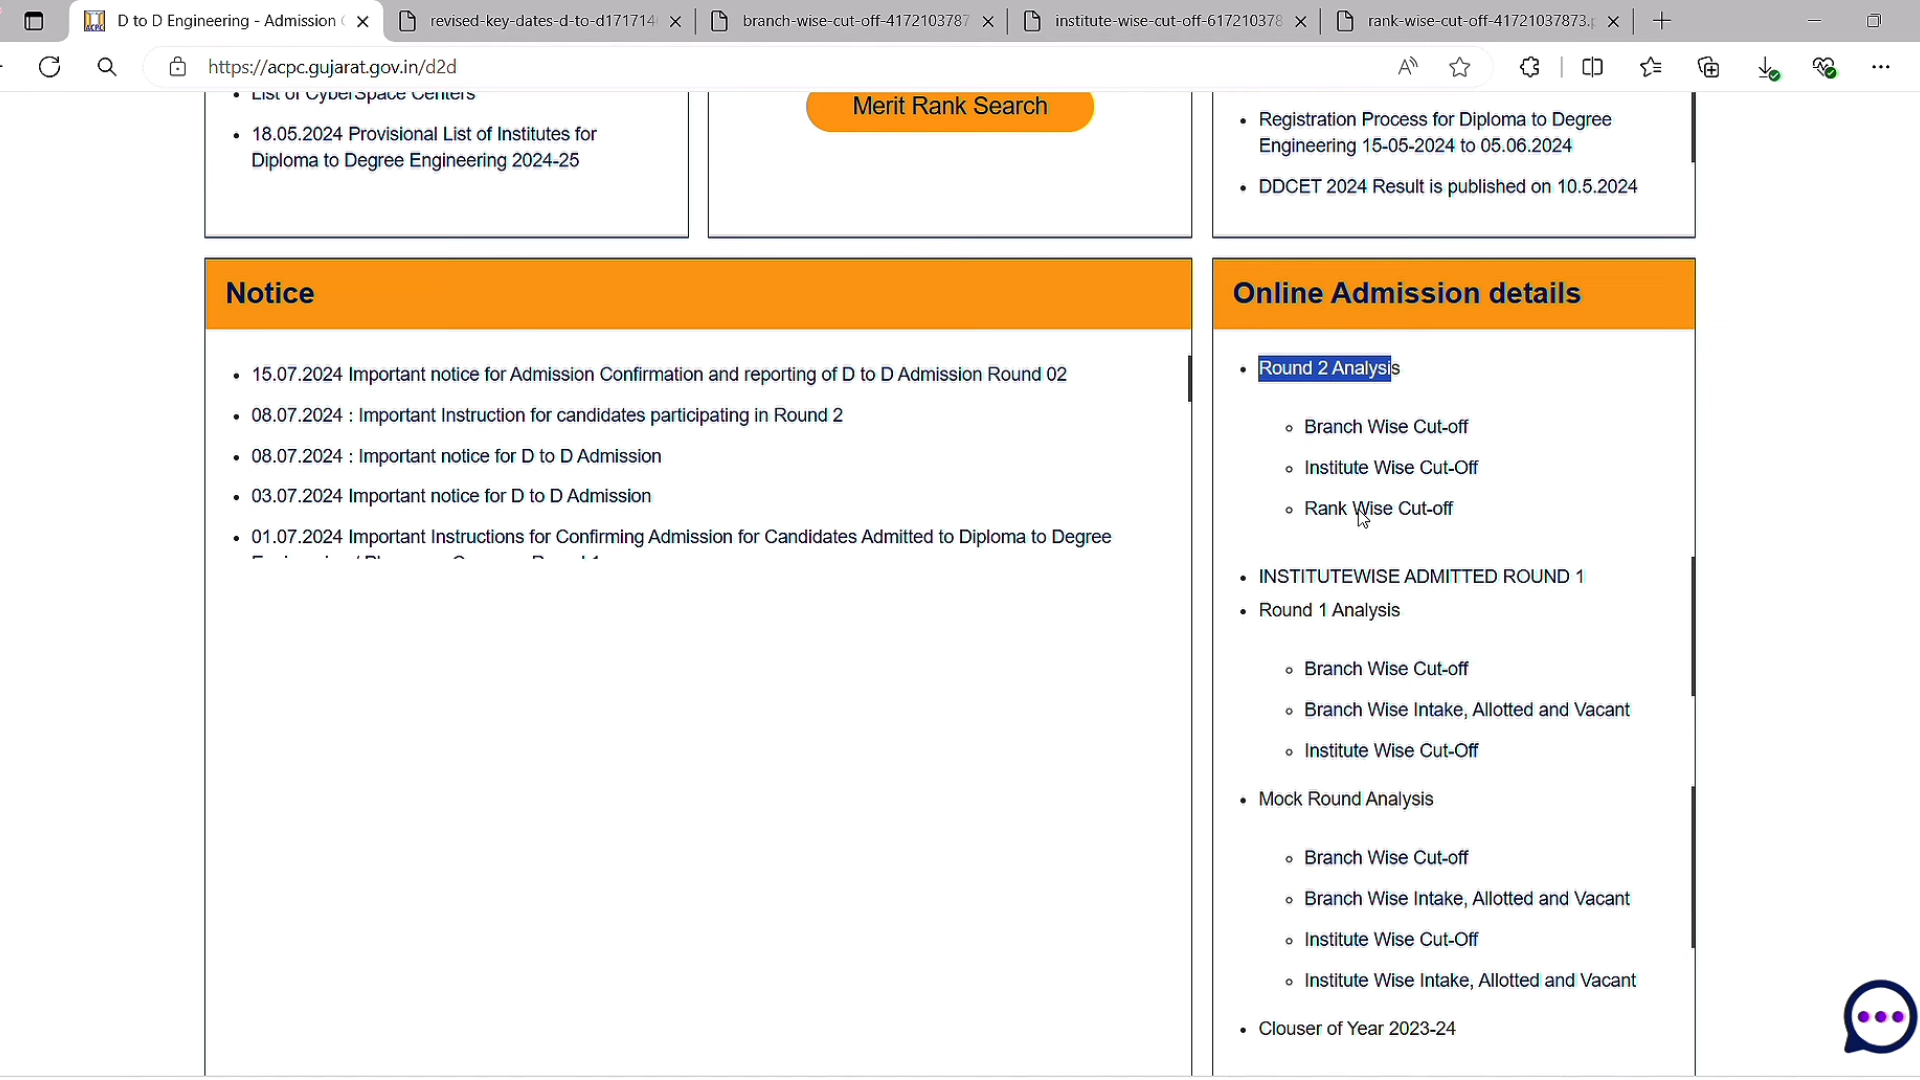 D to D Engineering - Admission
revised-key-dates-d-to-d171714
branch-wise-cut-off-4172103787
institute-wise-cut-off-617210378
rank-wise-cut-off-41721037873.p
https://acpc.gujarat.gov.in/d2d
List of CyberSpace Centers
18.05.2024 Provisional List of Institutes for
Diploma to Degree Engineering 2024-25
Merit Rank Search
Registration Process for Diploma to Degree
Engineering 15-05-2024 to 05.06.2024
DDCET 2024 Result is published on 10.5.2024
Notice
15.07.2024 Important notice for Admission Confirmation and reporting of D to D Admission Round 02
08.07.2024 : Important Instruction for candidates participating in Round 2
08.07.2024 : Important notice for D to D Admission
03.07.2024 Important notice for D to D Admission
01.07.2024 Important Instructions for Confirming Admission for Candidates Admitted to Diploma to Degree
Online Admission details
Round 2 Analysis
Branch Wise Cut-off
Institute Wise Cut-Off
Rank Wise Cut-off
INSTITUTEWISE ADMITTED ROUND 1
Round 1 Analysis
Branch Wise Cut-off
Branch Wise Intake, Allotted and Vacant
Institute Wise Cut-Off
Mock Round Analysis
Branch Wise Cut-off
Branch Wise Intake, Allotted and Vacant
Institute Wise Cut-Off
Institute Wise Intake, Allotted and Vacant
Clouser of Year 2023-24